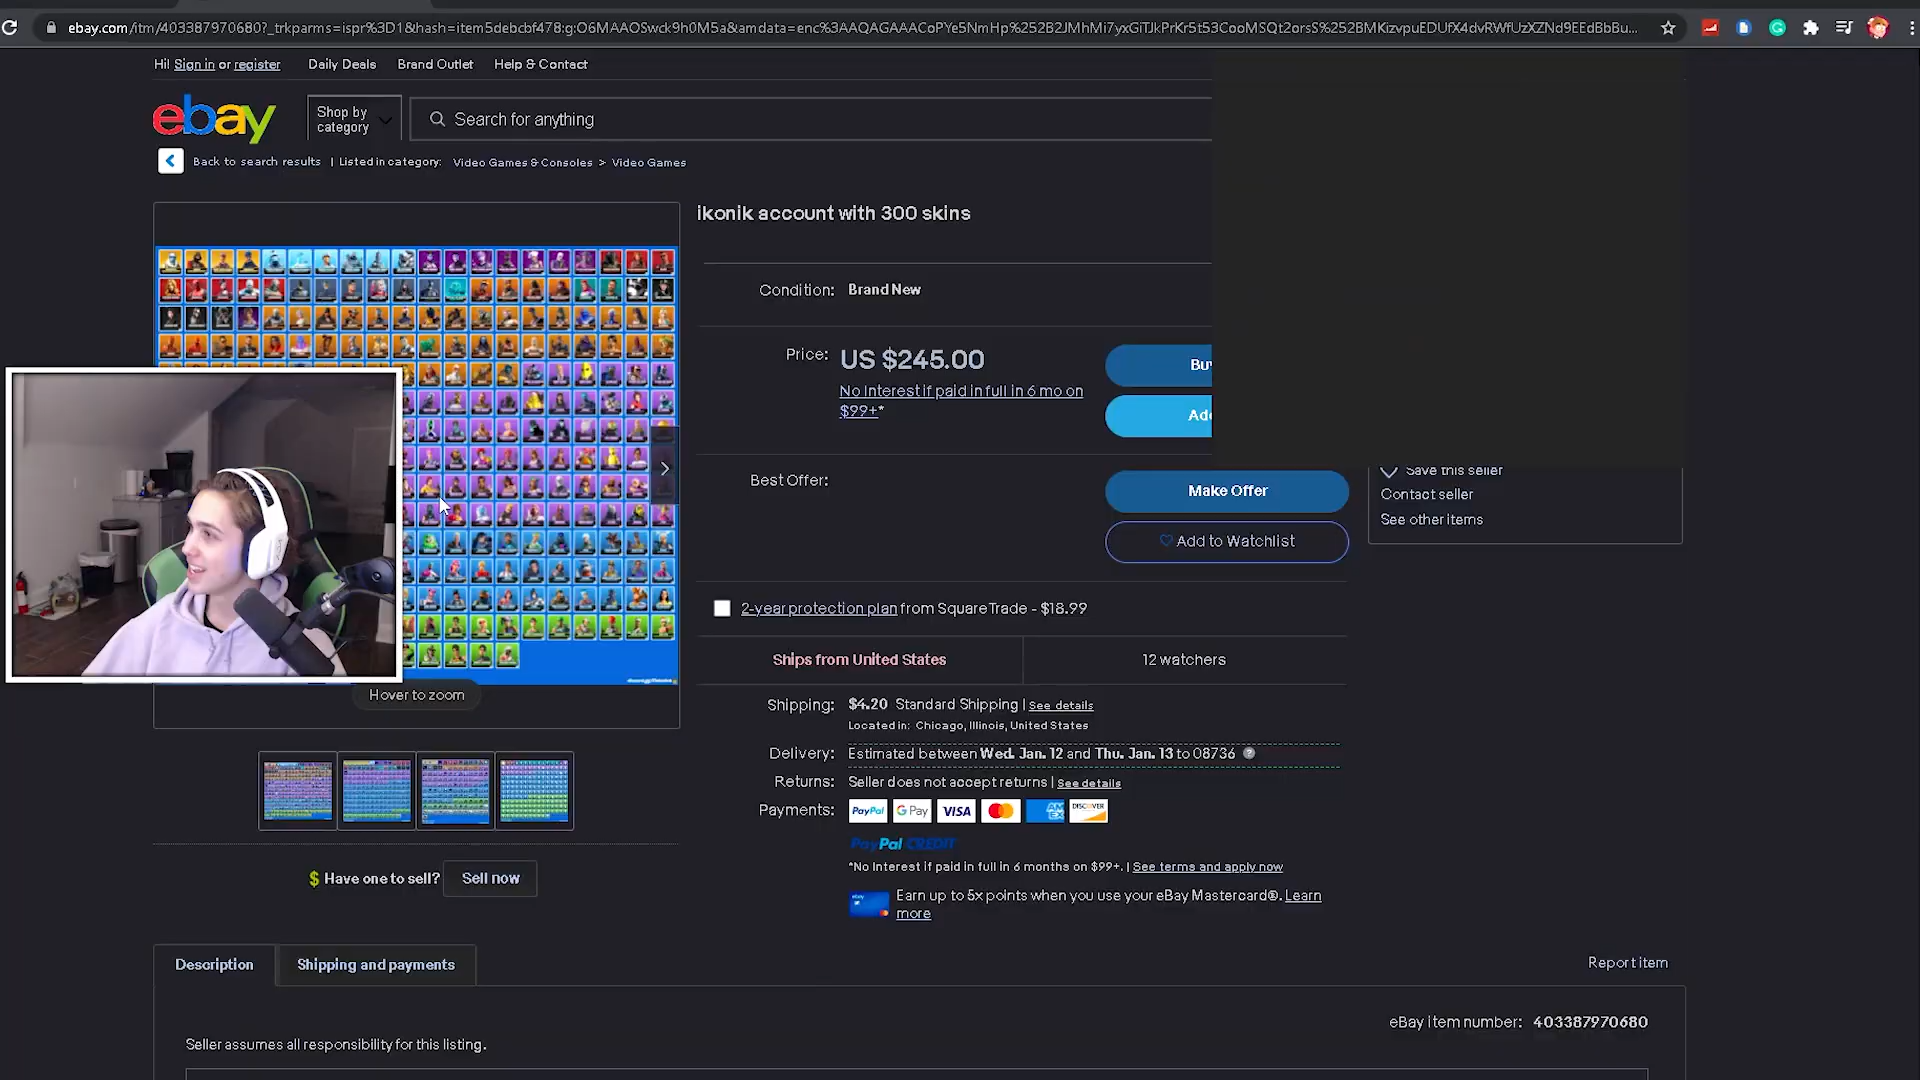 ebay.com/itm/403387970680?_trkparms=ispr%3D1&hash=item5debcbf478:g:O6MAAOSwck9h0M5a&amdata=enc%3AAQAGAAACoPYe5NmHp%252B2JMhMi7yxGiTJkPrKr5t53CooMSQt2orsS%252BMKizvpuEDUfX4dvRWfUzXZNd9EEdBbBu...
Hi! Sign in or register Daily Deals Brand Outlet Help & Contact
ebay
Shop by category
Search for anything
Back to search results | Listed in category: Video Games & Consoles > Video Games
ikonik account with 300 skins
Condition: Brand New
Price: US $245.00
Buy
No Interest if paid in full in 6 mo on
$99+*
Add
Best Offer:
Make Offer
Add to Watchlist
Save this seller
Contact seller
See other items
2-year protection plan from SquareTrade - $18.99
Ships from United States
12 watchers
Hover to zoom
Shipping: $4.20 Standard Shipping | See details
Located in: Chicago, Illinois, United States
Delivery: Estimated between Wed. Jan. 12 and Thu. Jan. 13 to 08736
Returns: Seller does not accept returns | See details
Payments: PayPal G Pay VISA AMEX DISCOVER
PayPal CREDIT
*No Interest if paid in full in 6 months on $99+. | See terms and apply now
Earn up to 5x points when you use your eBay Mastercard®. Learn
more
$ Have one to sell? Sell now
Description
Shipping and payments
Report item
eBay item number: 403387970680
Seller assumes all responsibility for this listing.